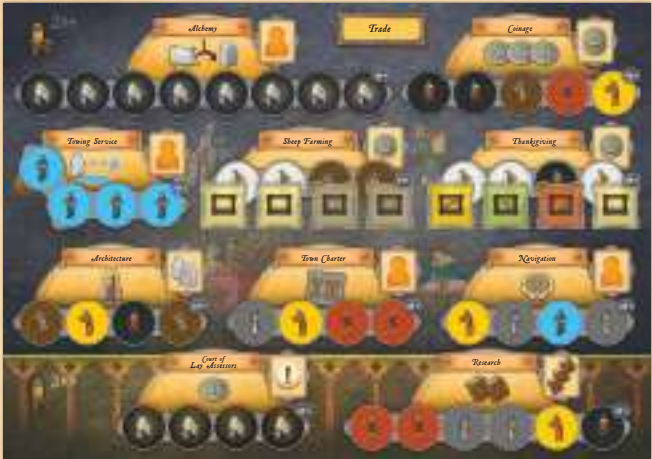 Alchemy
Trade
Coinage
Towing Service
Sheep Farming
Thanksgiving
Architecture
Town Charter
Navigation
Court of
Lay Assessors
Research